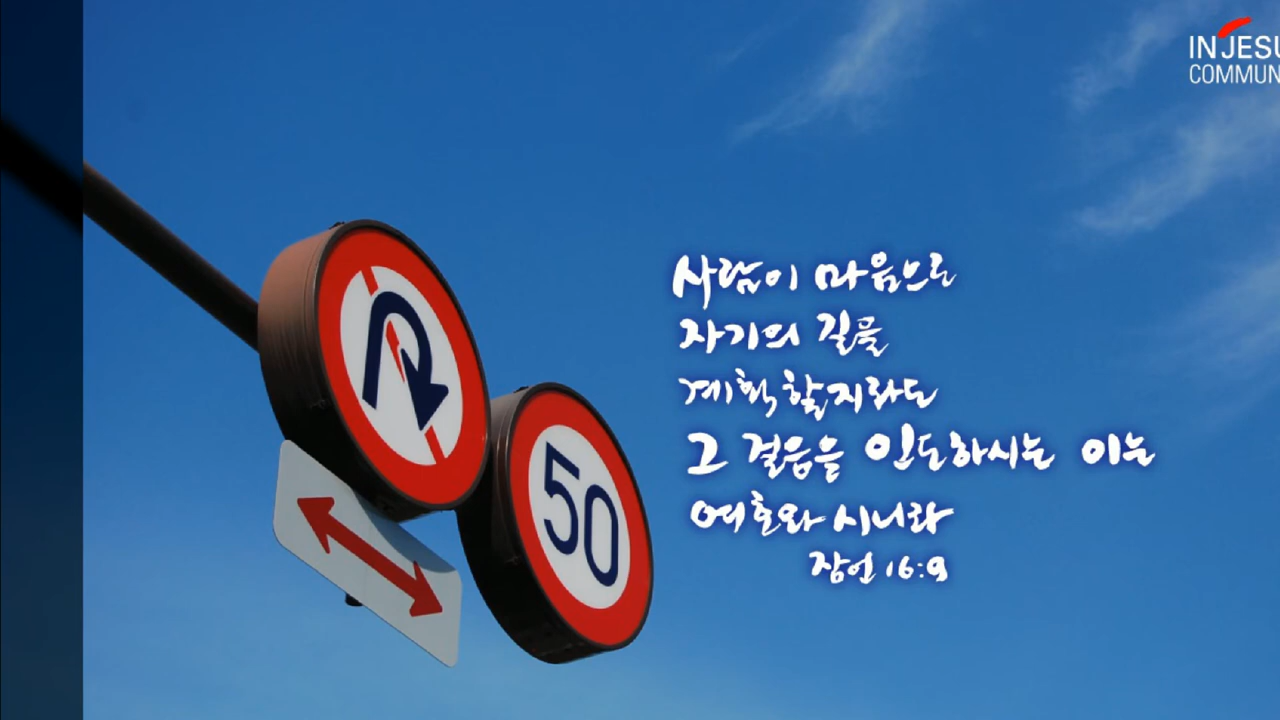 IN JESU
COMMUN
사람이 마음으로
자기의 길을
계획할지라도
그 걸음을 인도하시는 이는
여호와시니라
잠언 16:9
50